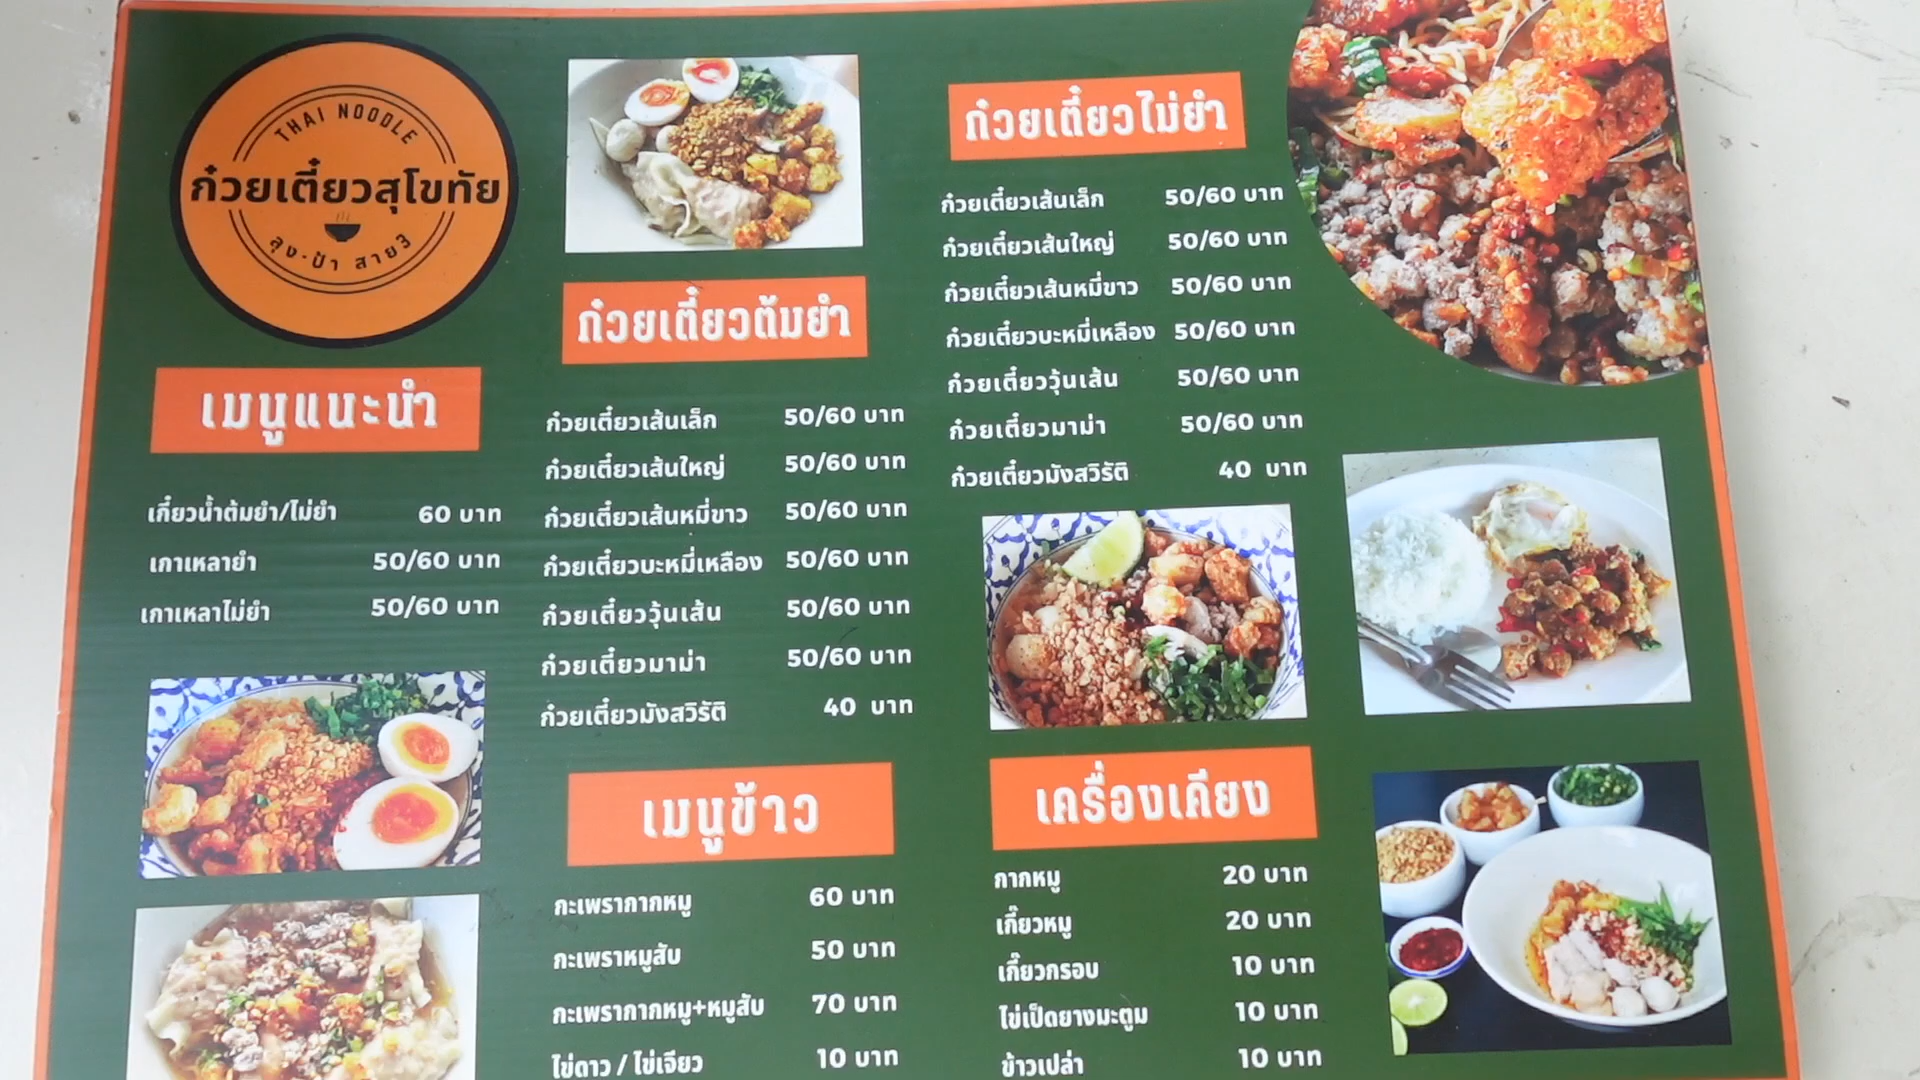 THAI NOODLE
ก๋วยเตี๋ยวสุโขทัย
ลุง-ป้า สาย3
เมนูแนะนำ
เกี๊ยวน้ำต้มยำ/ไม่ยำ 60 บาท
เกาเหลายำ 50/60 บาท
เกาเหลาไม่ยำ 50/60 บาท
ก๋วยเตี๋ยวต้มยำ
ก๋วยเตี๋ยวเส้นเล็ก 50/60 บาท
ก๋วยเตี๋ยวเส้นใหญ่ 50/60 บาท
ก๋วยเตี๋ยวเส้นหมี่ขาว 50/60 บาท
ก๋วยเตี๋ยวบะหมี่เหลือง 50/60 บาท
ก๋วยเตี๋ยววุ้นเส้น 50/60 บาท
ก๋วยเตี๋ยวมาม่า 50/60 บาท
ก๋วยเตี๋ยวมังสวิรัติ 40 บาท
เมนูข้าว
กะเพรากากหมู 60 บาท
กะเพราหมูสับ 50 บาท
กะเพรากากหมู+หมูสับ 70 บาท
ไข่ดาว / ไข่เจียว 10 บาท
ก๋วยเตี๋ยวไม่ยำ
ก๋วยเตี๋ยวเส้นเล็ก 50/60 บาท
ก๋วยเตี๋ยวเส้นใหญ่ 50/60 บาท
ก๋วยเตี๋ยวเส้นหมี่ขาว 50/60 บาท
ก๋วยเตี๋ยวบะหมี่เหลือง 50/60 บาท
ก๋วยเตี๋ยววุ้นเส้น 50/60 บาท
ก๋วยเตี๋ยวมาม่า 50/60 บาท
ก๋วยเตี๋ยวมังสวิรัติ 40 บาท
เครื่องเคียง
กากหมู 20 บาท
เกี๊ยวหมู 20 บาท
เกี๊ยวกรอบ 10 บาท
ไข่เป็ดยางมะตูม 10 บาท
ข้าวเปล่า 10 บาท